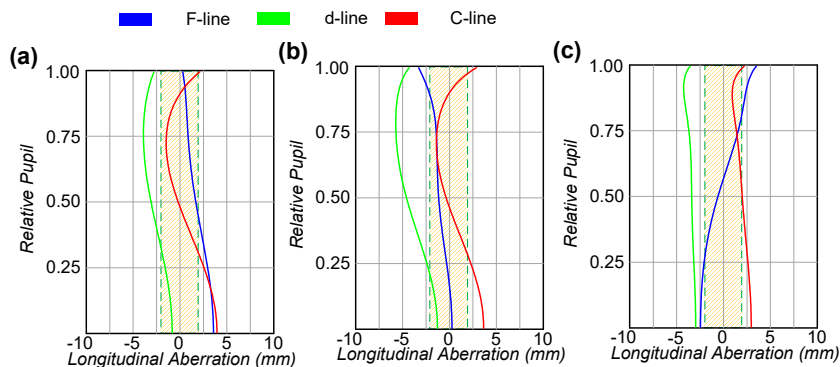 F-line d-line C-line
(a)
1.00
0.75
0.50
0.25
Relative Pupil
-10 -5 0 5 10
Longitudinal Aberration (mm)
(b)
1.00
0.75
0.50
0.25
Relative Pupil
-10 -5 0 5 10
Longitudinal Aberration (mm)
(c)
1.00
0.75
0.50
0.25
Relative Pupil
-10 -5 0 5 10
Longitudinal Aberration (mm)